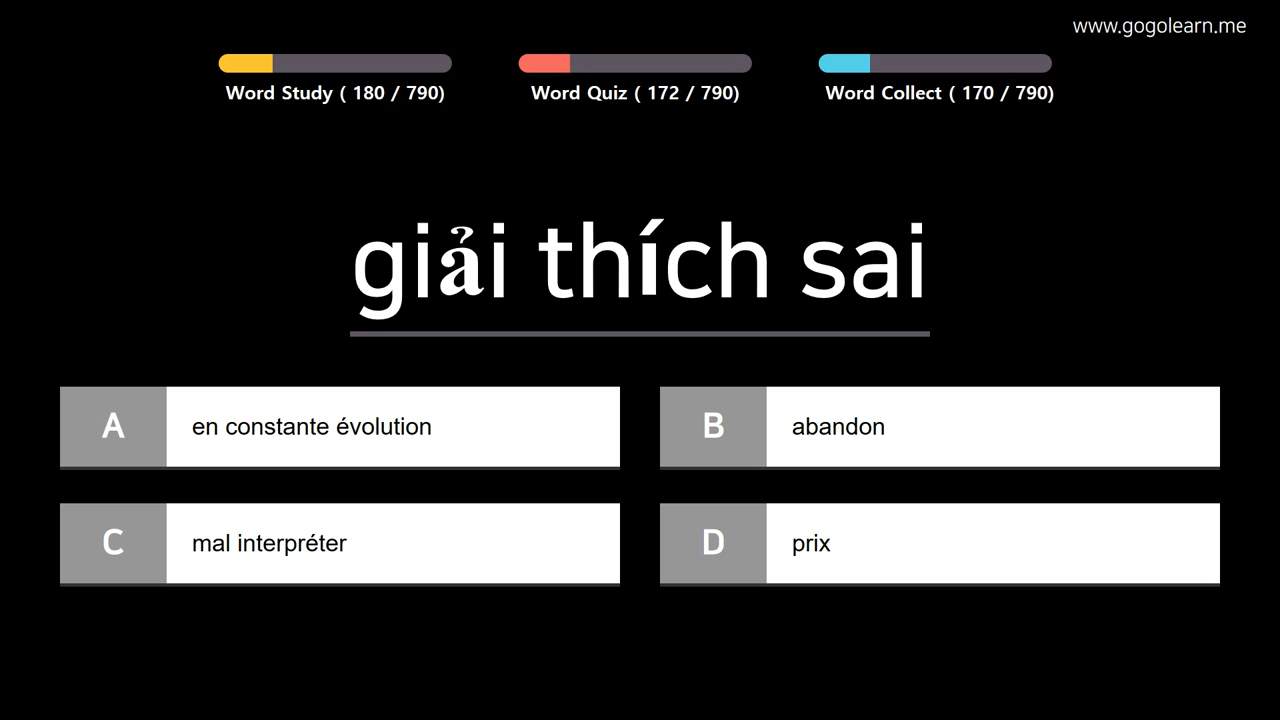 www.gogolearn.me
Word Study ( 180 / 790)
Word Quiz ( 172 / 790)
Word Collect ( 170 / 790)
giải thích sai
A en constante évolution
B abandon
C mal interpréter
D prix